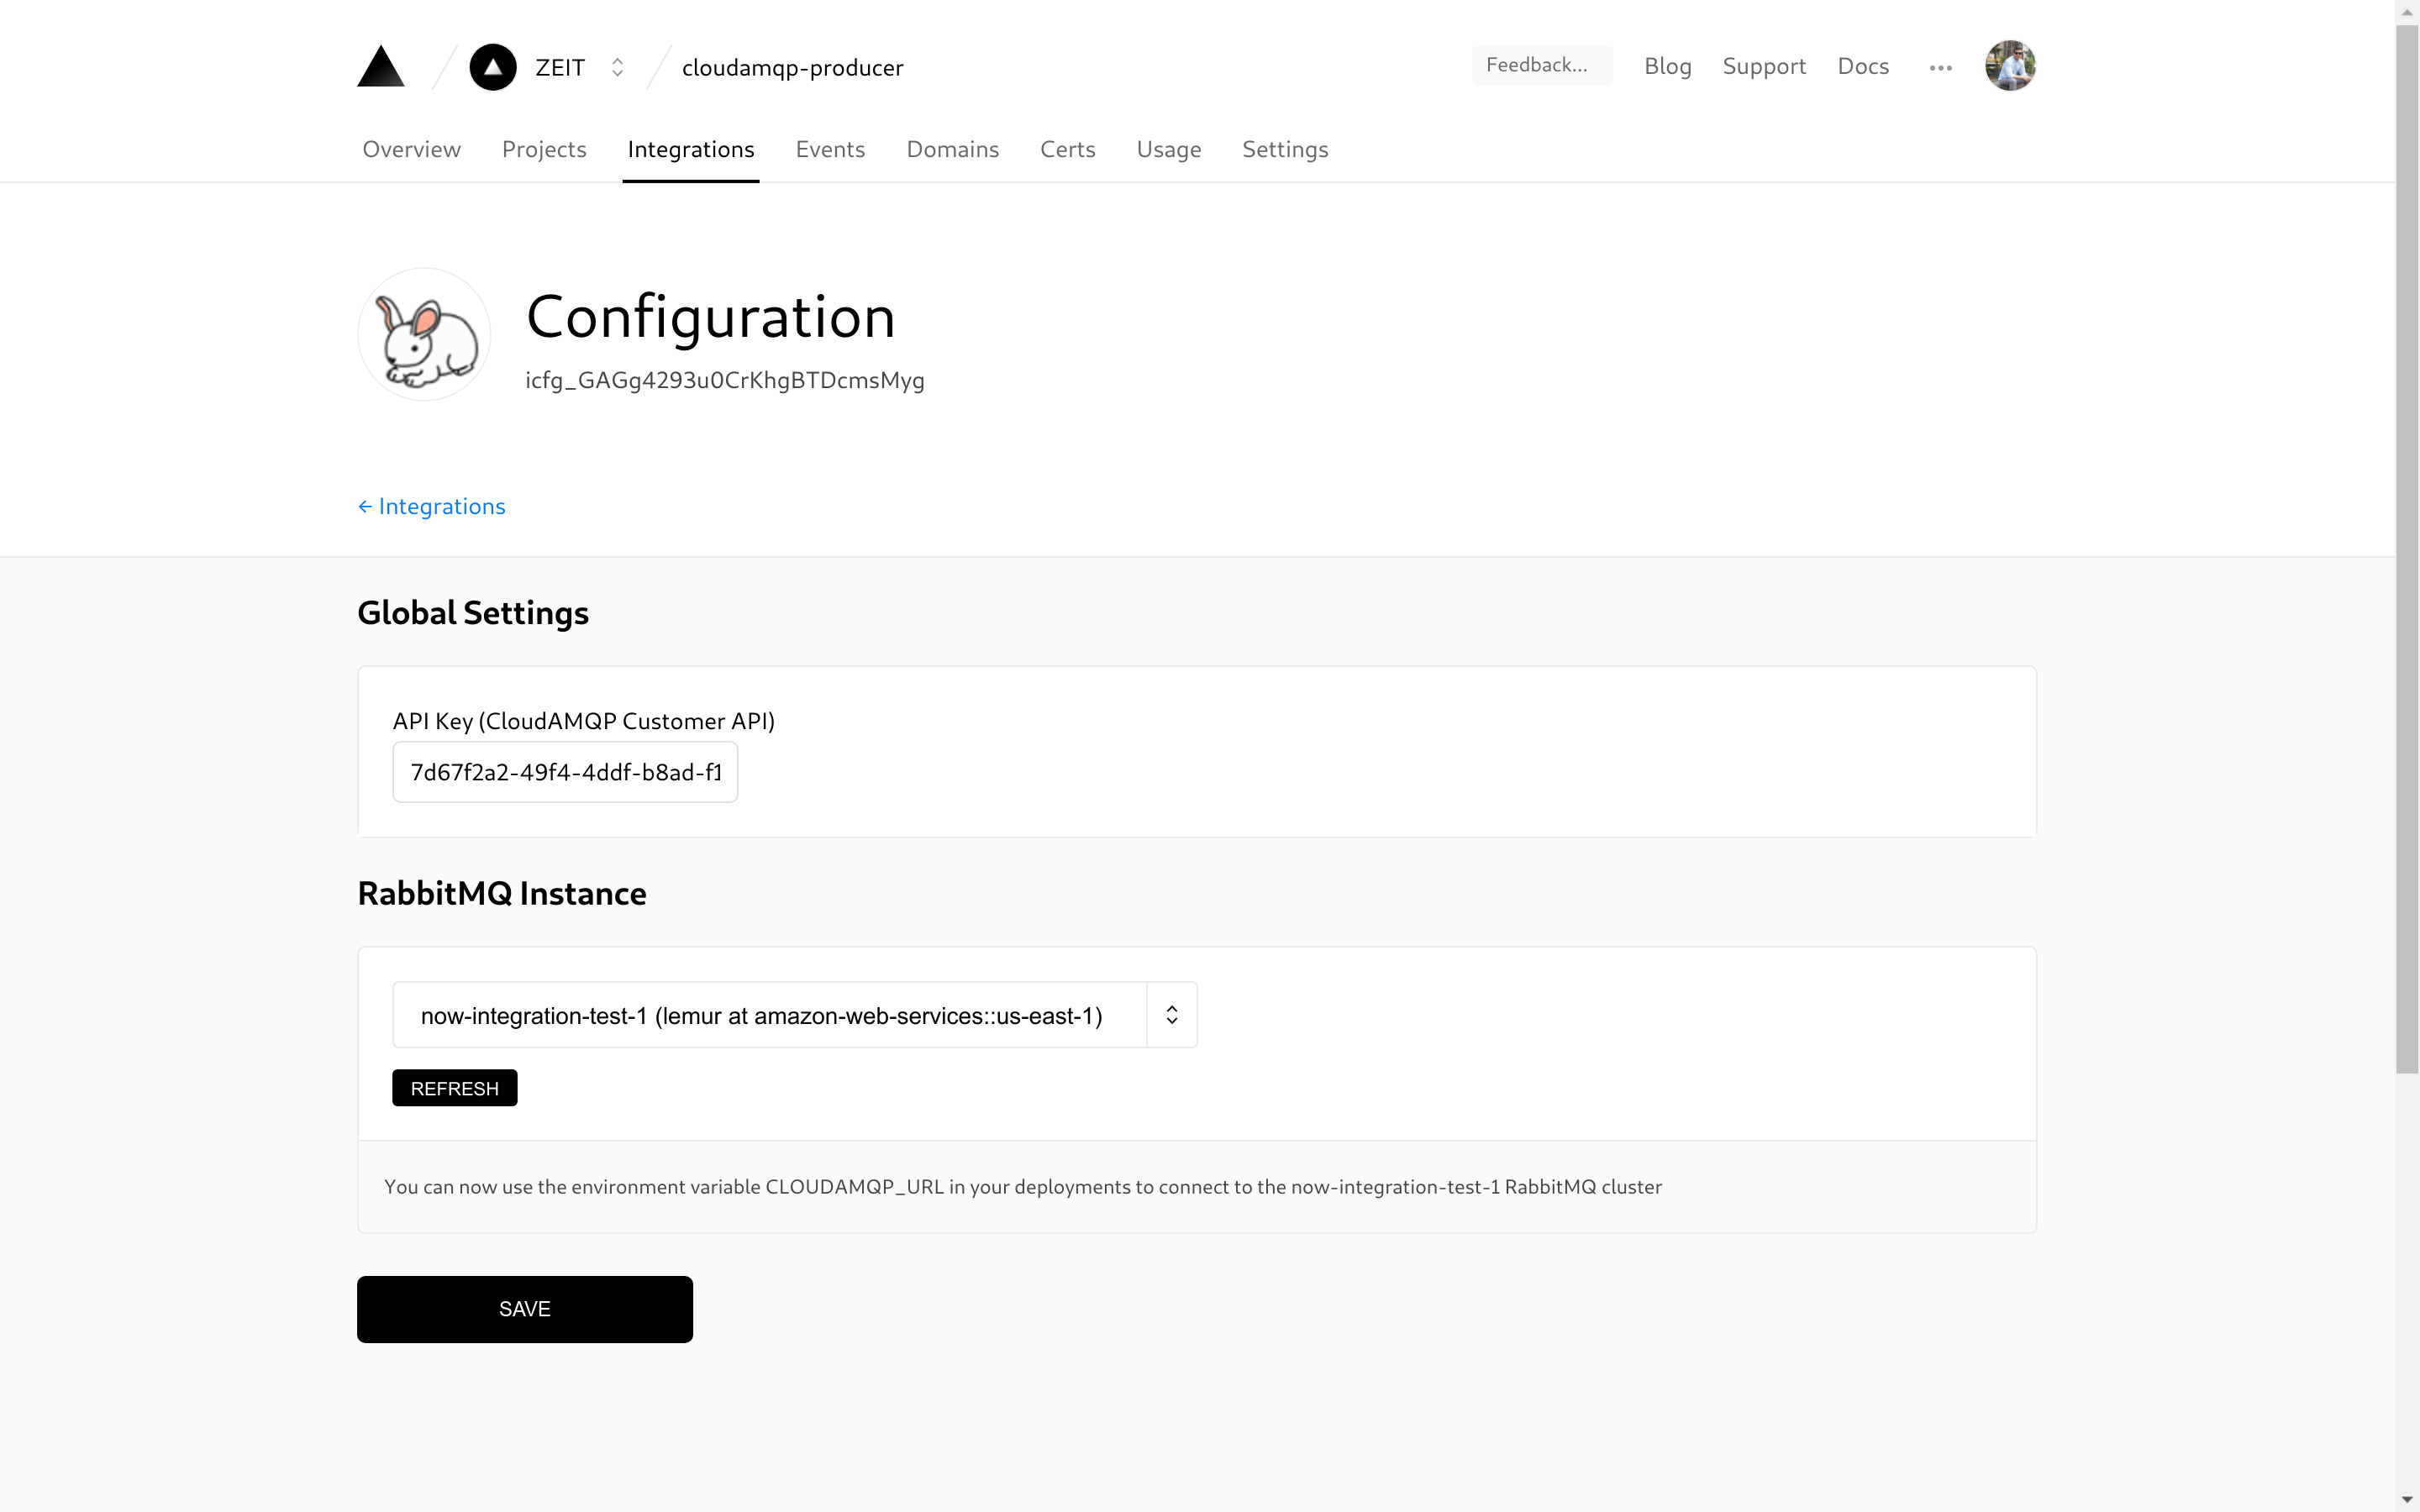 ZEIT cloudamqp-producer Feedback... Blog Support Docs
Overview Projects Integrations Events Domains Certs Usage Settings
Configuration
icfg_GAGg4293u0CrKhgBTDcmsMyg
← Integrations
Global Settings
API Key (CloudAMQP Customer API)
7d67f2a2-49f4-4ddf-b8ad-f1
RabbitMQ Instance
now-integration-test-1 (lemur at amazon-web-services::us-east-1)
REFRESH
You can now use the environment variable CLOUDAMQP_URL in your deployments to connect to the now-integration-test-1 RabbitMQ cluster
SAVE